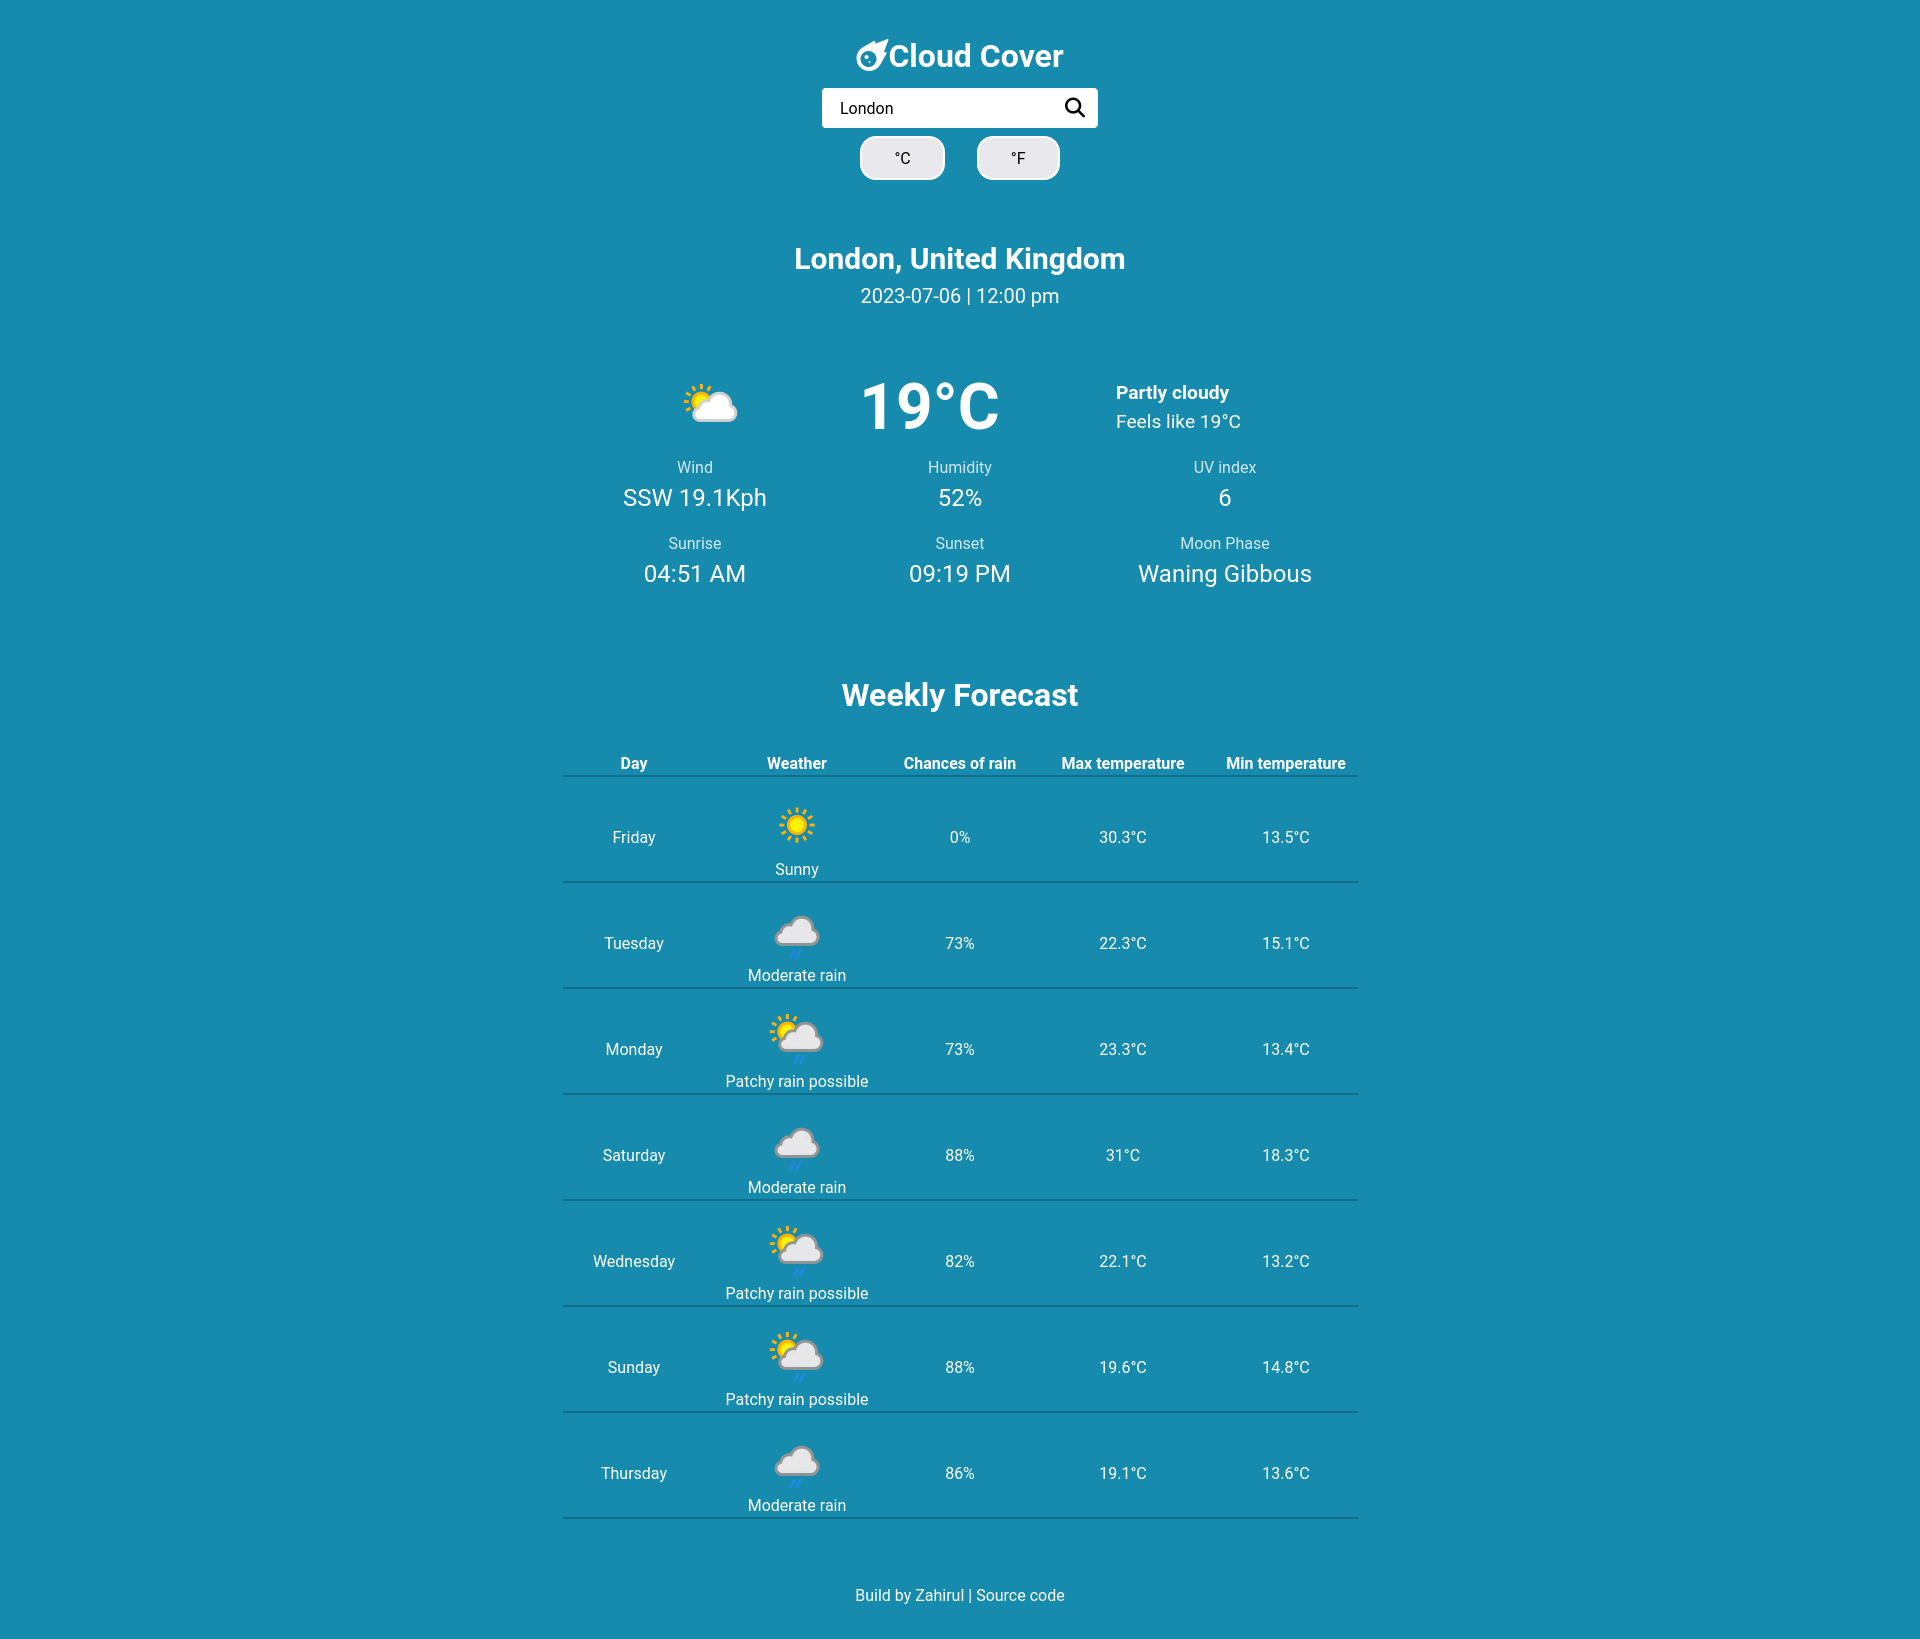 Cloud Cover
London
°C °F
London, United Kingdom
2023-07-06 | 12:00 pm
19°C
Partly cloudy
Feels like 19°C
Wind Humidity UV index
SSW 19.1Kph 52% 6
Sunrise Sunset Moon Phase
04:51 AM 09:19 PM Waning Gibbous
Weekly Forecast
Day Weather Chances of rain Max temperature Min temperature
Friday 0% 30.3°C 13.5°C
Sunny
Tuesday 73% 22.3°C 15.1°C
Moderate rain
Monday 73% 23.3°C 13.4°C
Patchy rain possible
Saturday 88% 31°C 18.3°C
Moderate rain
Wednesday 82% 22.1°C 13.2°C
Patchy rain possible
Sunday 88% 19.6°C 14.8°C
Patchy rain possible
Thursday 86% 19.1°C 13.6°C
Moderate rain
Build by Zahirul | Source code